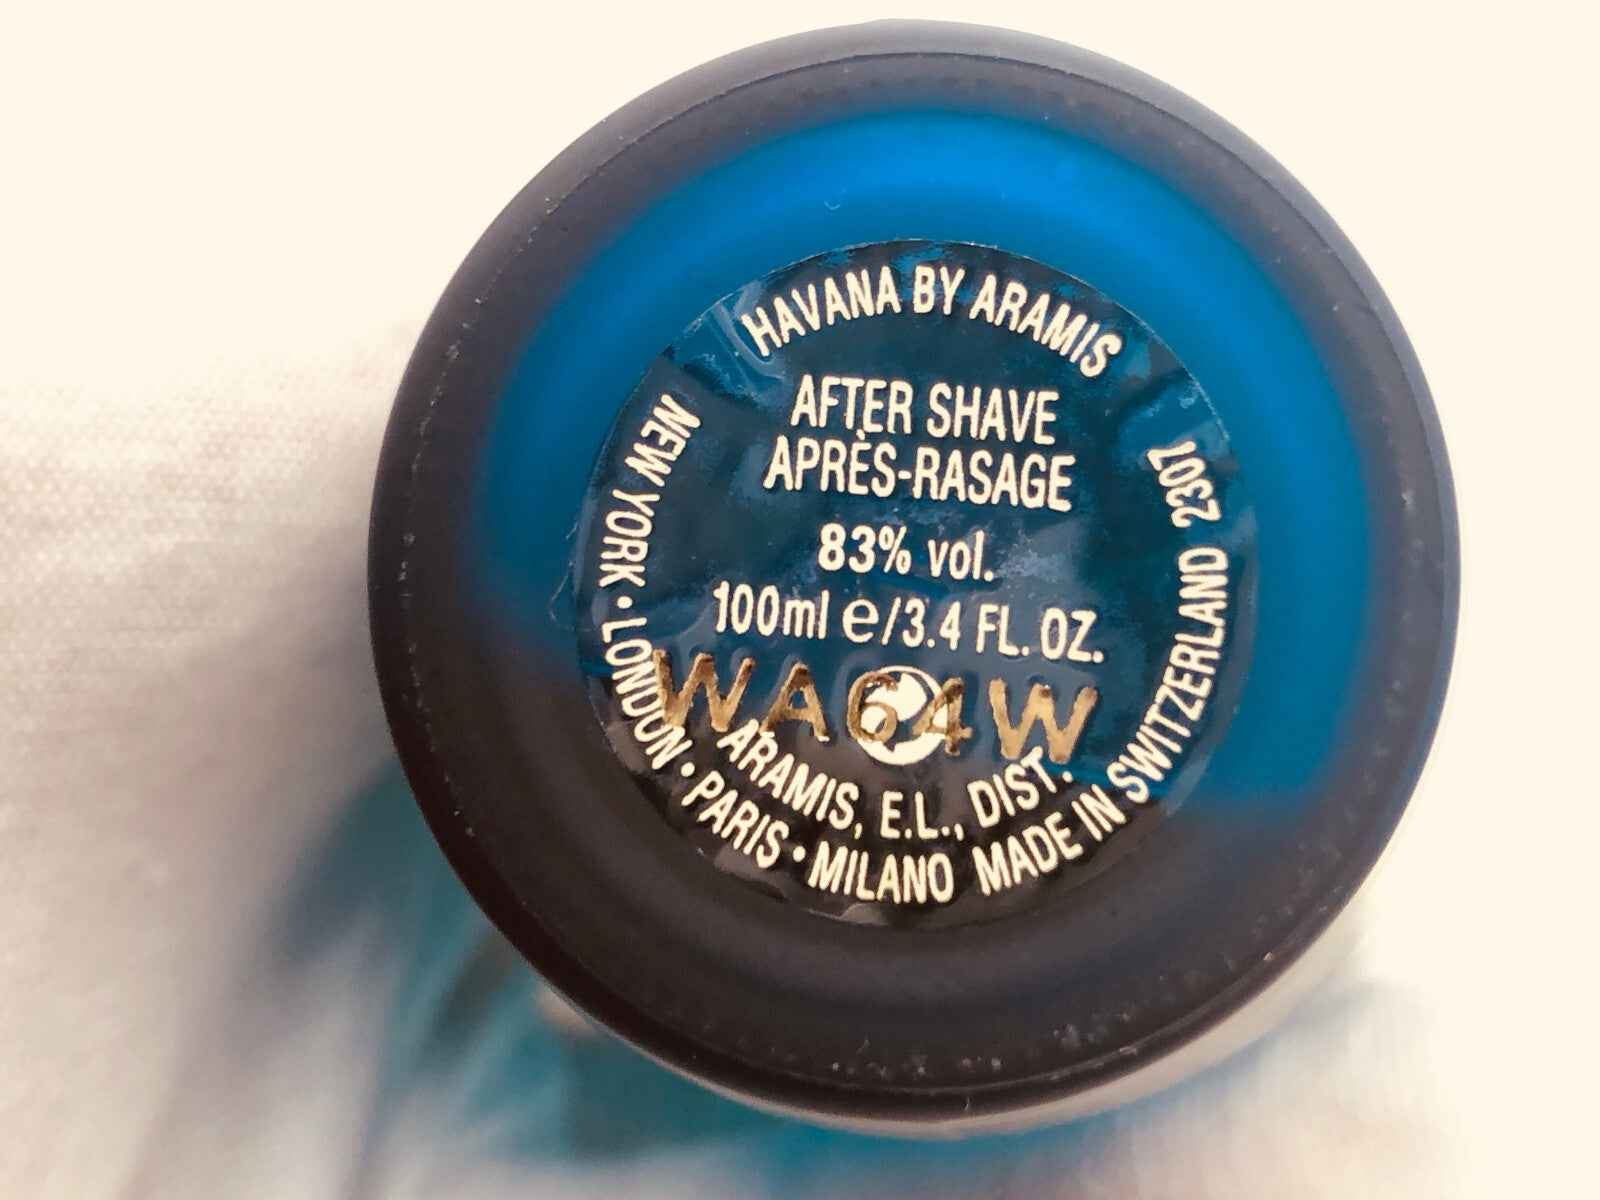 HAVANA BY ARAMIS
AFTER SHAVE
APRÈS-RASAGE
83% vol.
100ml e/3.4 FL. OZ.
WA64W
ARAMIS, E.L., DIST.
NEW YORK • LONDON • PARIS • MILANO MADE IN SWITZERLAND 2307